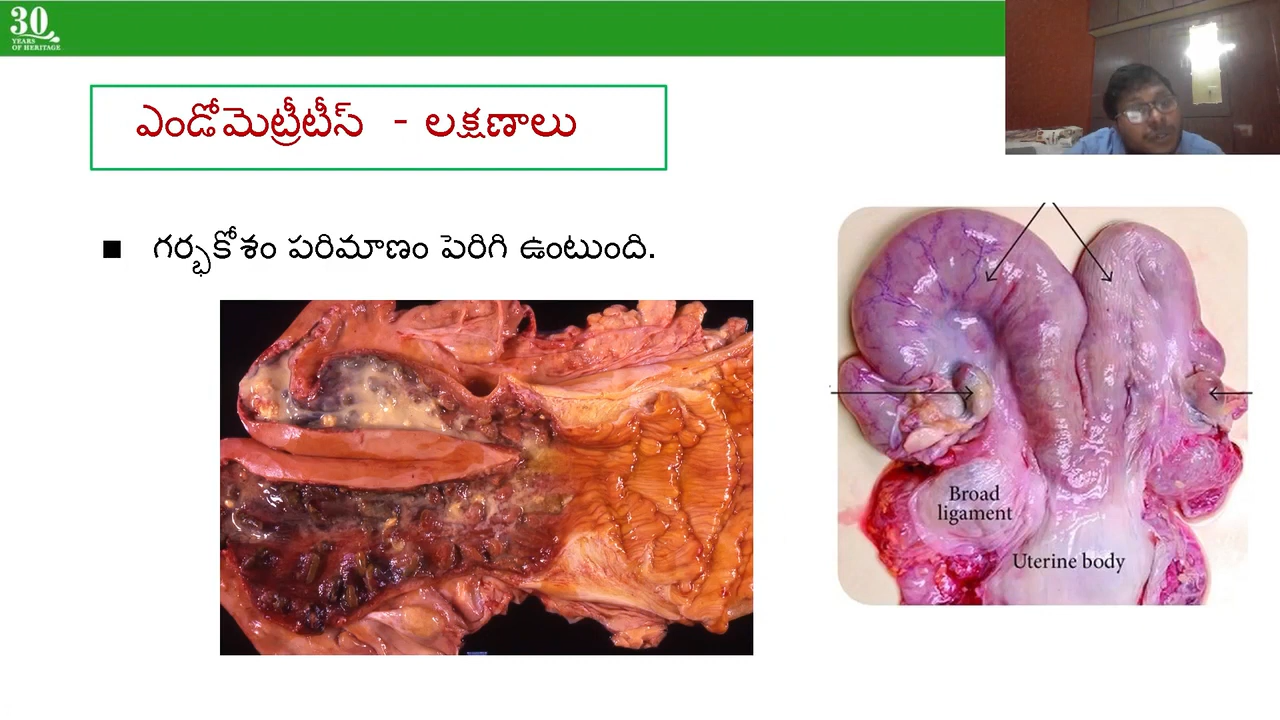 30
YEARS
OF HERITAGE
ఎండోమెట్రీటీస్ - లక్షణాలు
■ గర్భకోశం పరిమాణం పెరిగి ఉంటుంది.
Broad
ligament
Uterine body